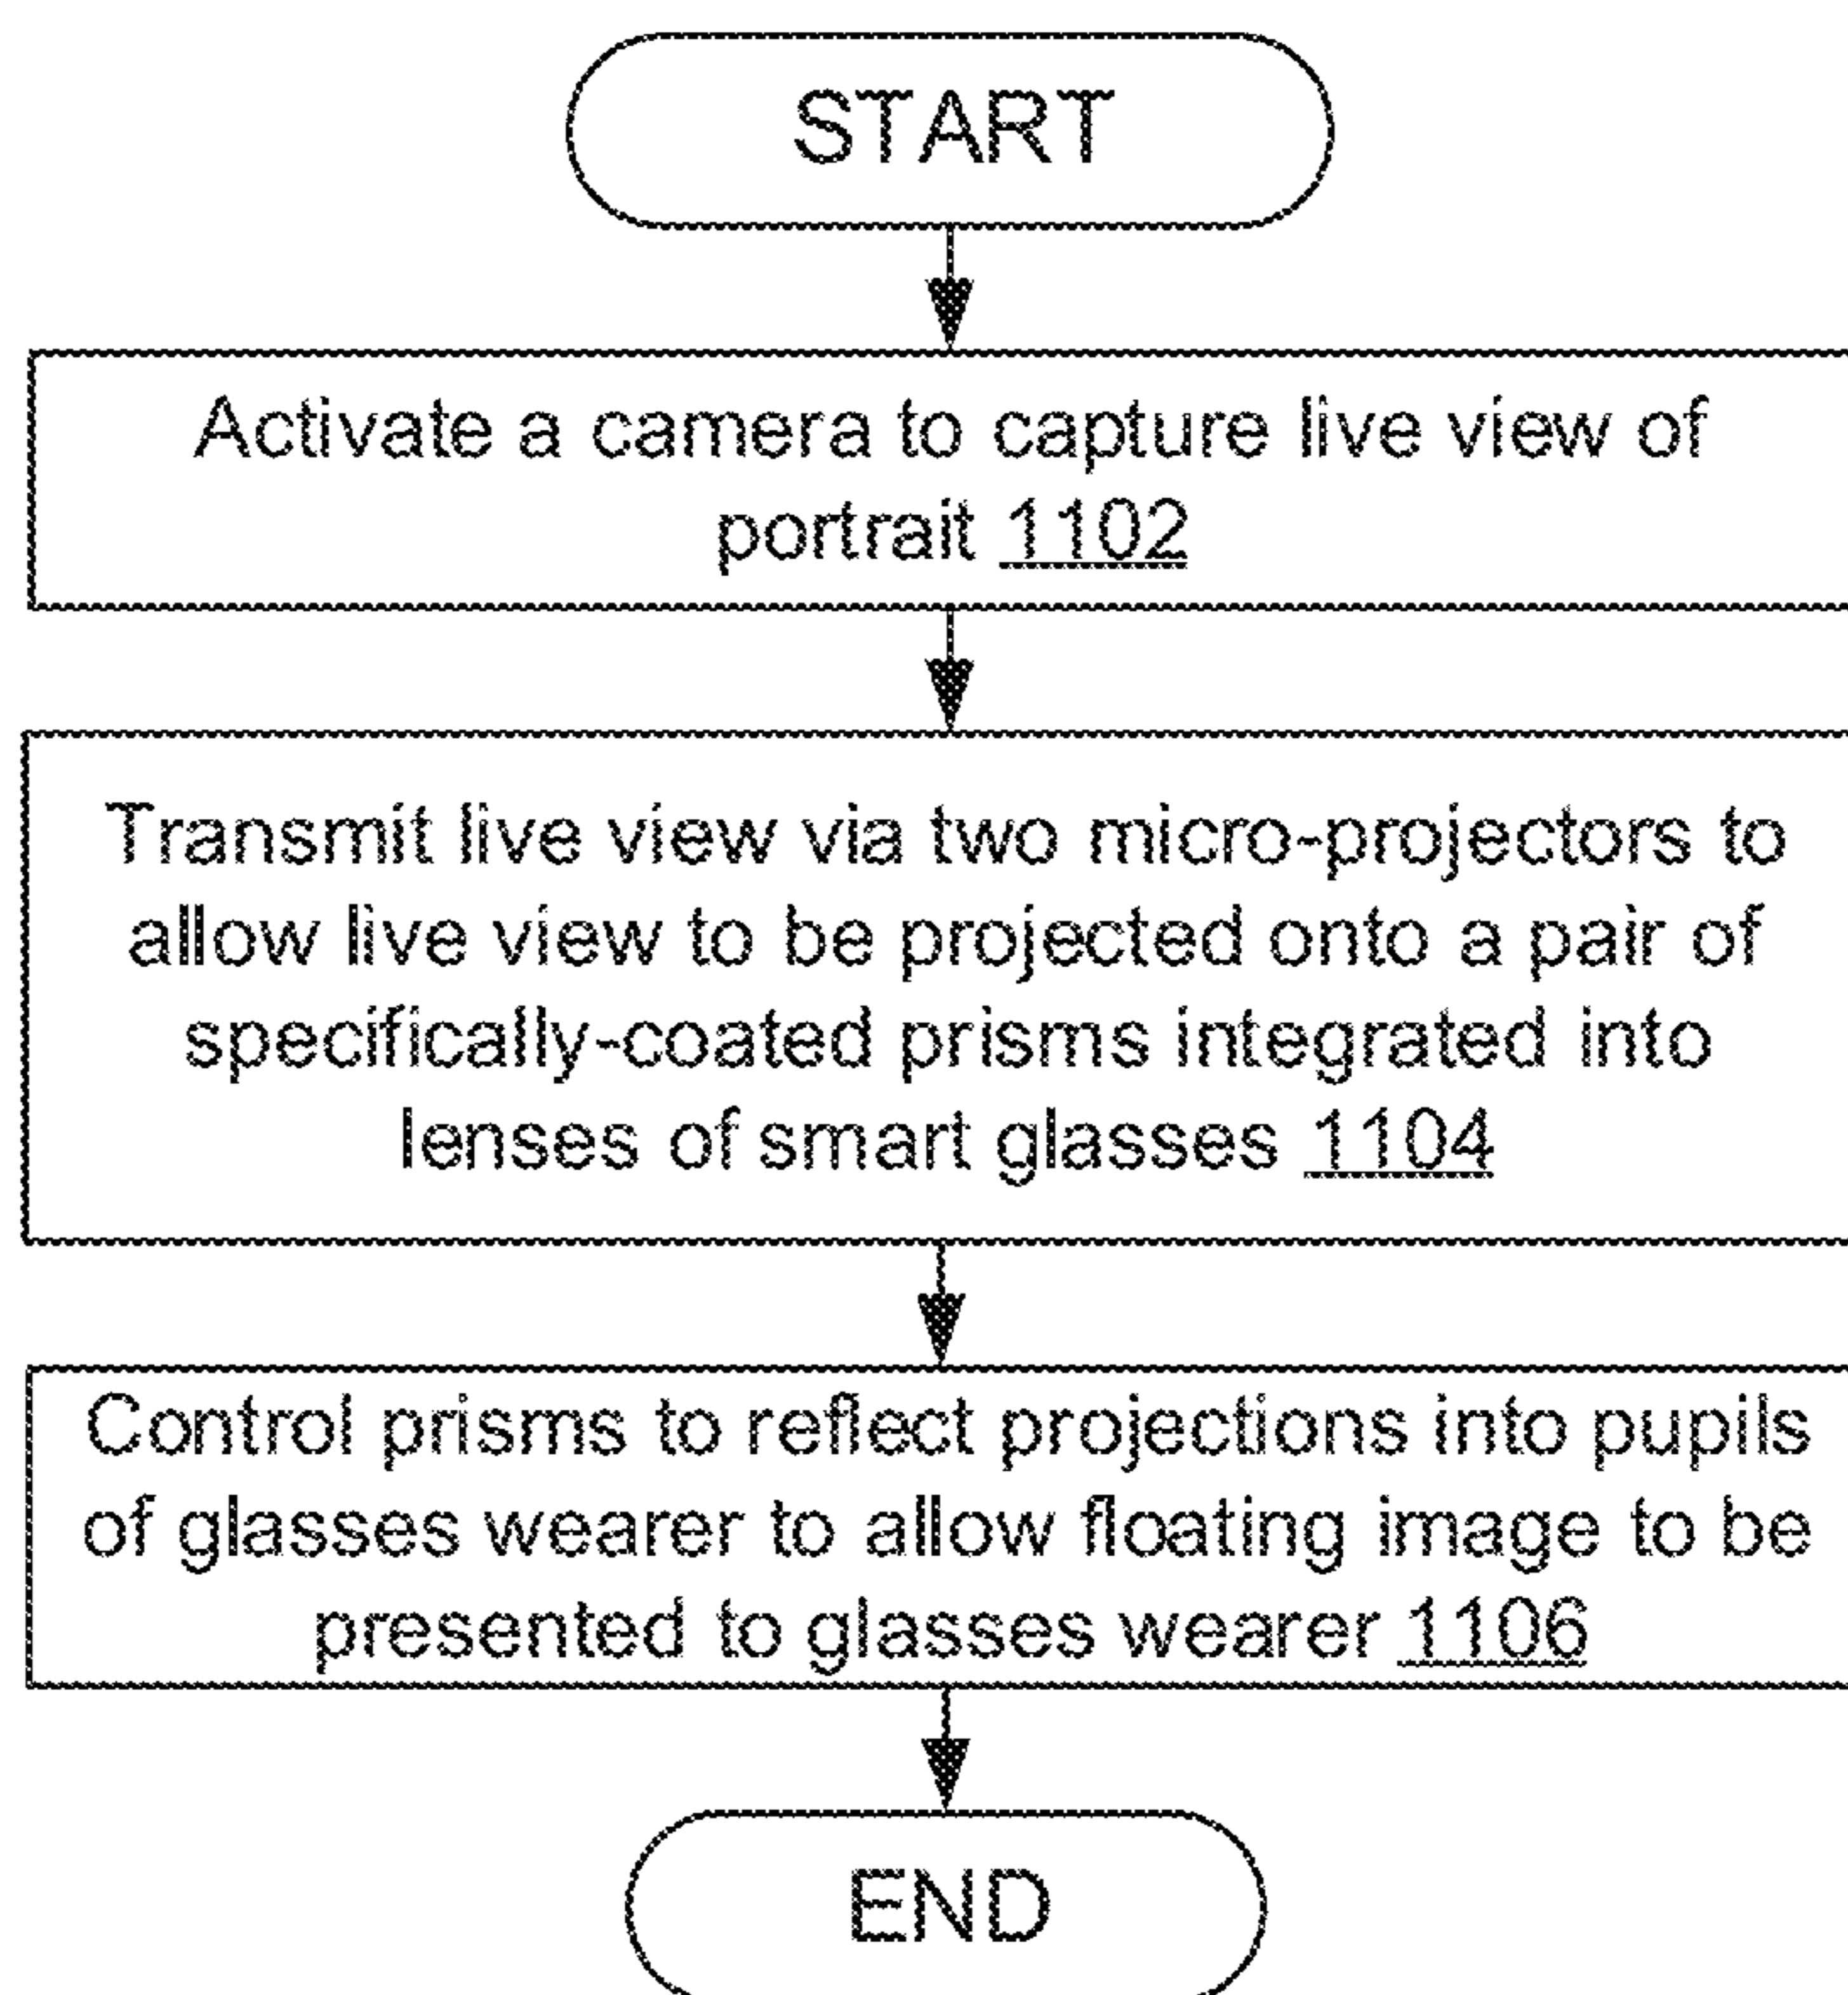 START
Activate a camera to capture live view of
portrait 1102
Transmit live view via two micro-projectors to
allow live view to be projected onto a pair of
specifically-coated prisms integrated into
lenses of smart glasses 1104
Control prisms to reflect projections into pupils
of glasses wearer to allow floating image to be
presented to glasses wearer 1106
END